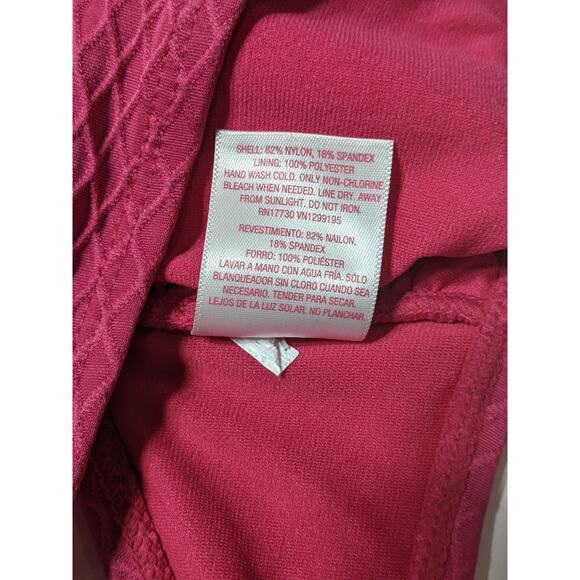 SHELL: 82% NYLON, 18% SPANDEX
LINING: 100% POLYESTER
HAND WASH COLD. ONLY NON-CHLORINE
BLEACH WHEN NEEDED. LINE DRY. AWAY
FROM SUNLIGHT. DO NOT IRON.
RN17730 VN1299195
REVESTIMIENTO: 82% NAILON,
18% SPANDEX
FORRO: 100% POLIÉSTER
LAVAR A MANO CON AGUA FRÍA. SÓLO
BLANQUEADOR SIN CLORO CUANDO SEA
NECESARIO. TENDER PARA SECAR.
LEJOS DE LA LUZ SOLAR. NO PLANCHAR.